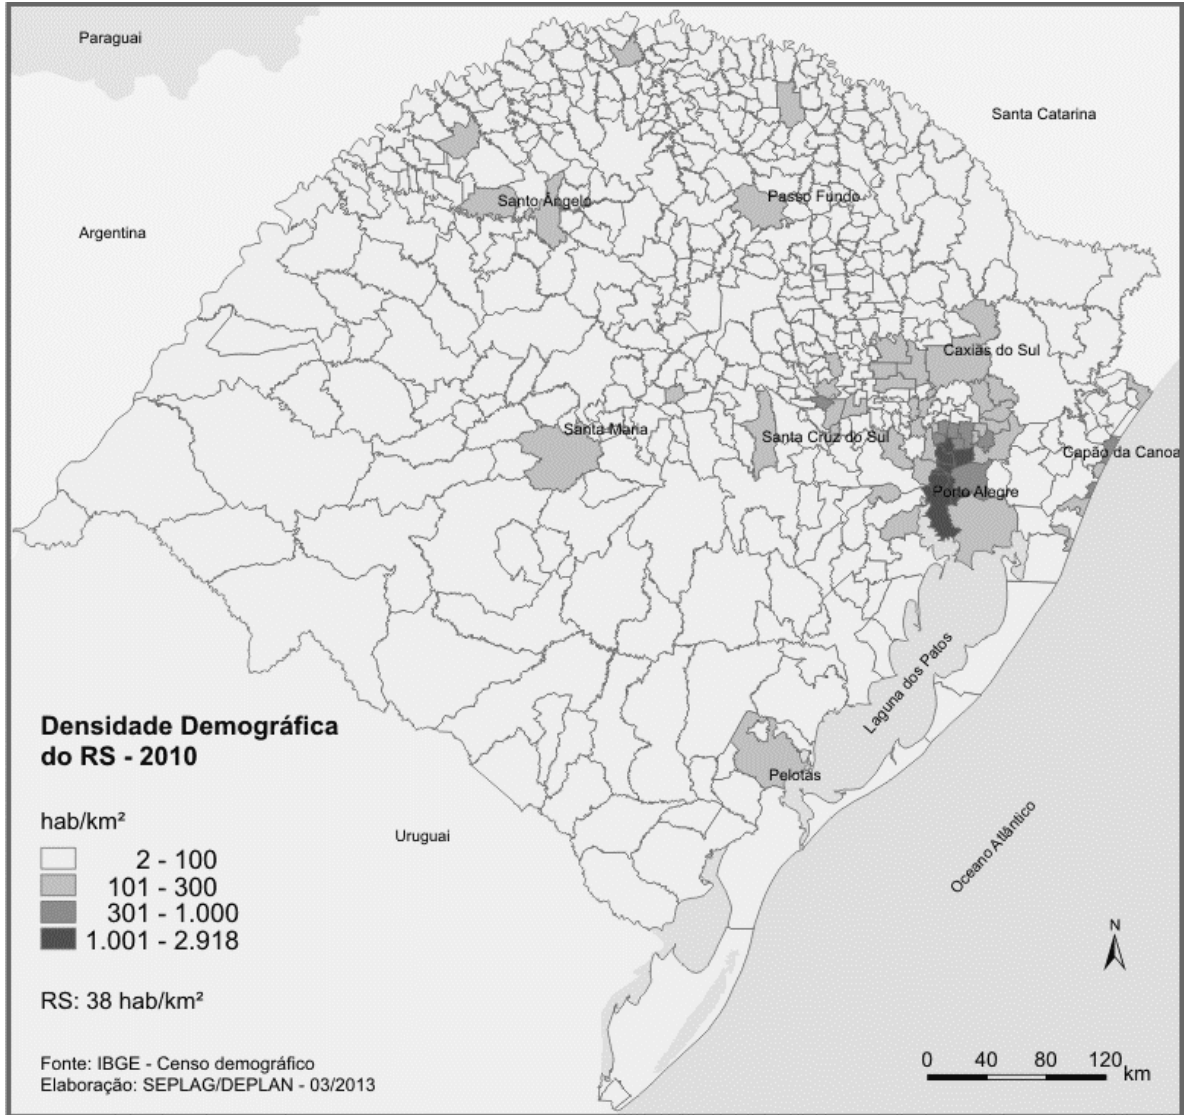 Paraguai
Santa Catarina
Passo Fundo
Santo Ângelo
Argentina
Caxias do Sul
Santa Maria
Santa Cruz do Sul
Capão da Canoa
Porto Alegre
Laguna dos Patos
Densidade Demográfica
do RS - 2010
Pelotas
hab/km²
Uruguai
Oceano Atlântico
2 - 100
101 - 300
301 - 1.000
1.001 - 2.918
N
RS: 38 hab/km²
Fonte: IBGE - Censo demográfico
Elaboração: SEPLAG/DEPLAN - 03/2013
0 40 80 120
km